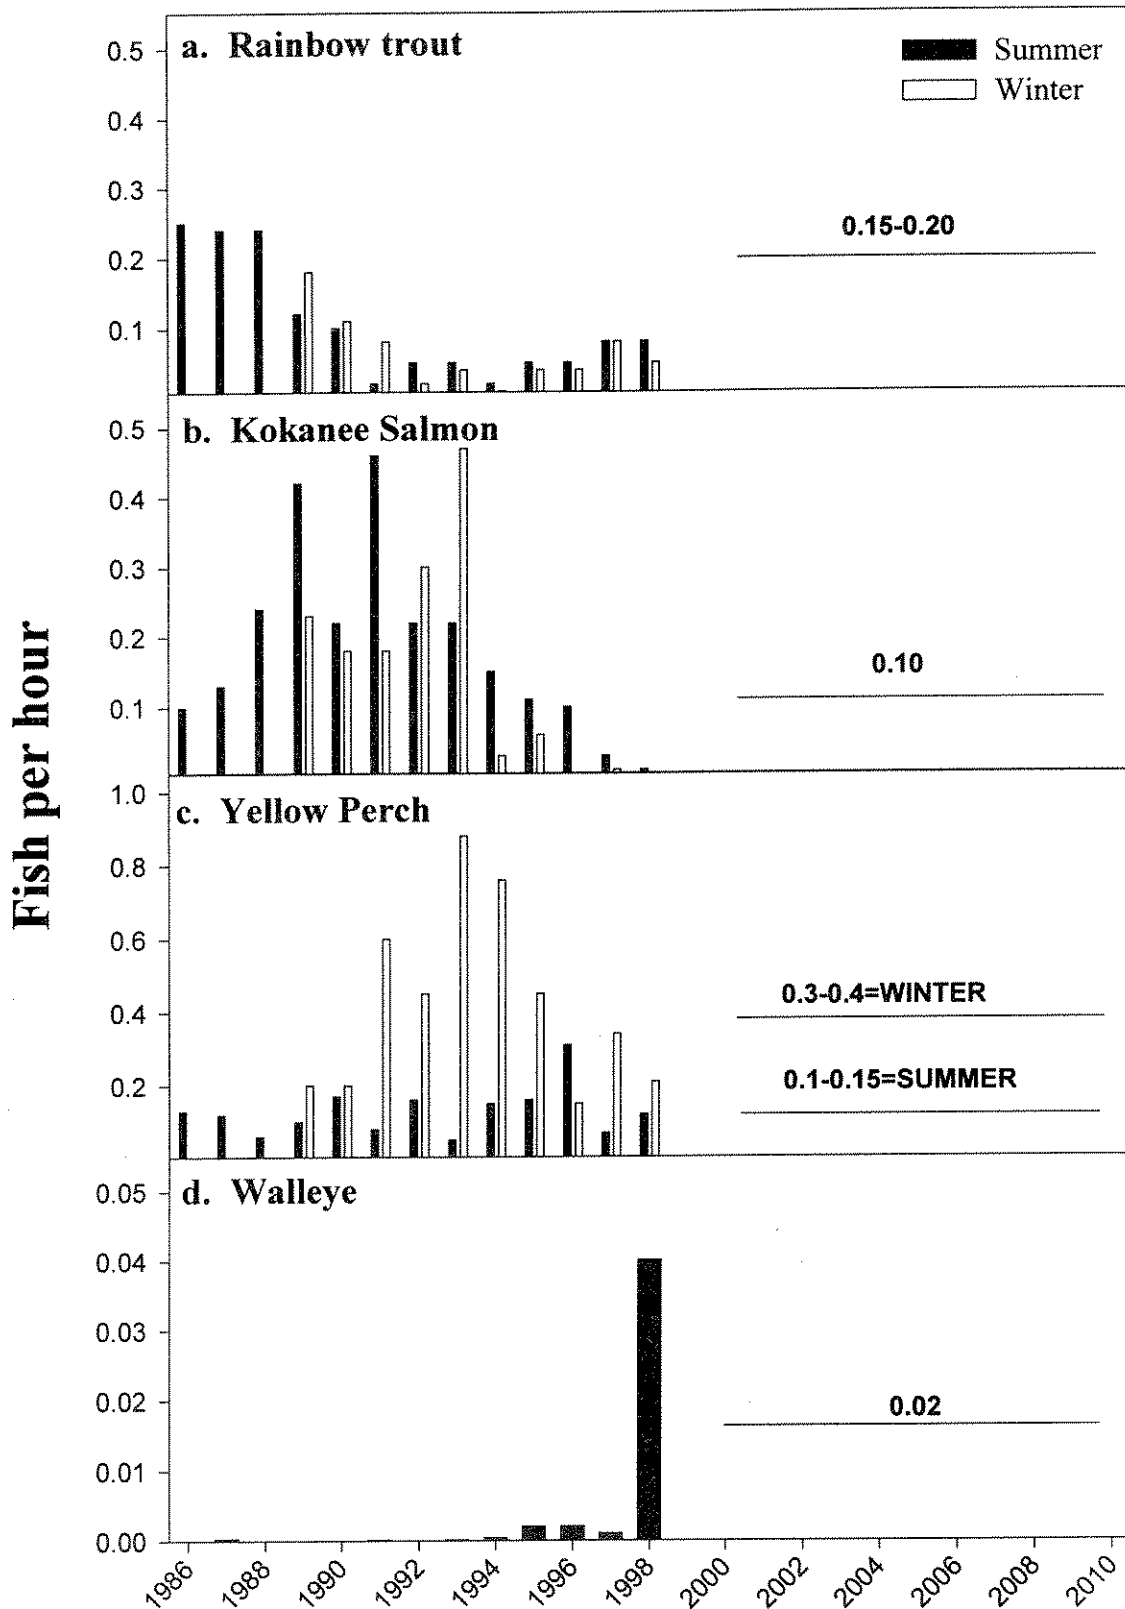 Fish per hour
a. Rainbow trout
Summer
Winter
0.5
0.4
0.3
0.2
0.1
0.15-0.20
b. Kokanee Salmon
0.5
0.4
0.3
0.2
0.1
0.10
c. Yellow Perch
1.0
0.8
0.6
0.4
0.2
0.3-0.4=WINTER
0.1-0.15=SUMMER
d. Walleye
0.05
0.04
0.03
0.02
0.01
0.00
0.02
1986 1988 1990 1992 1994 1996 1998 2000 2002 2004 2006 2008 2010